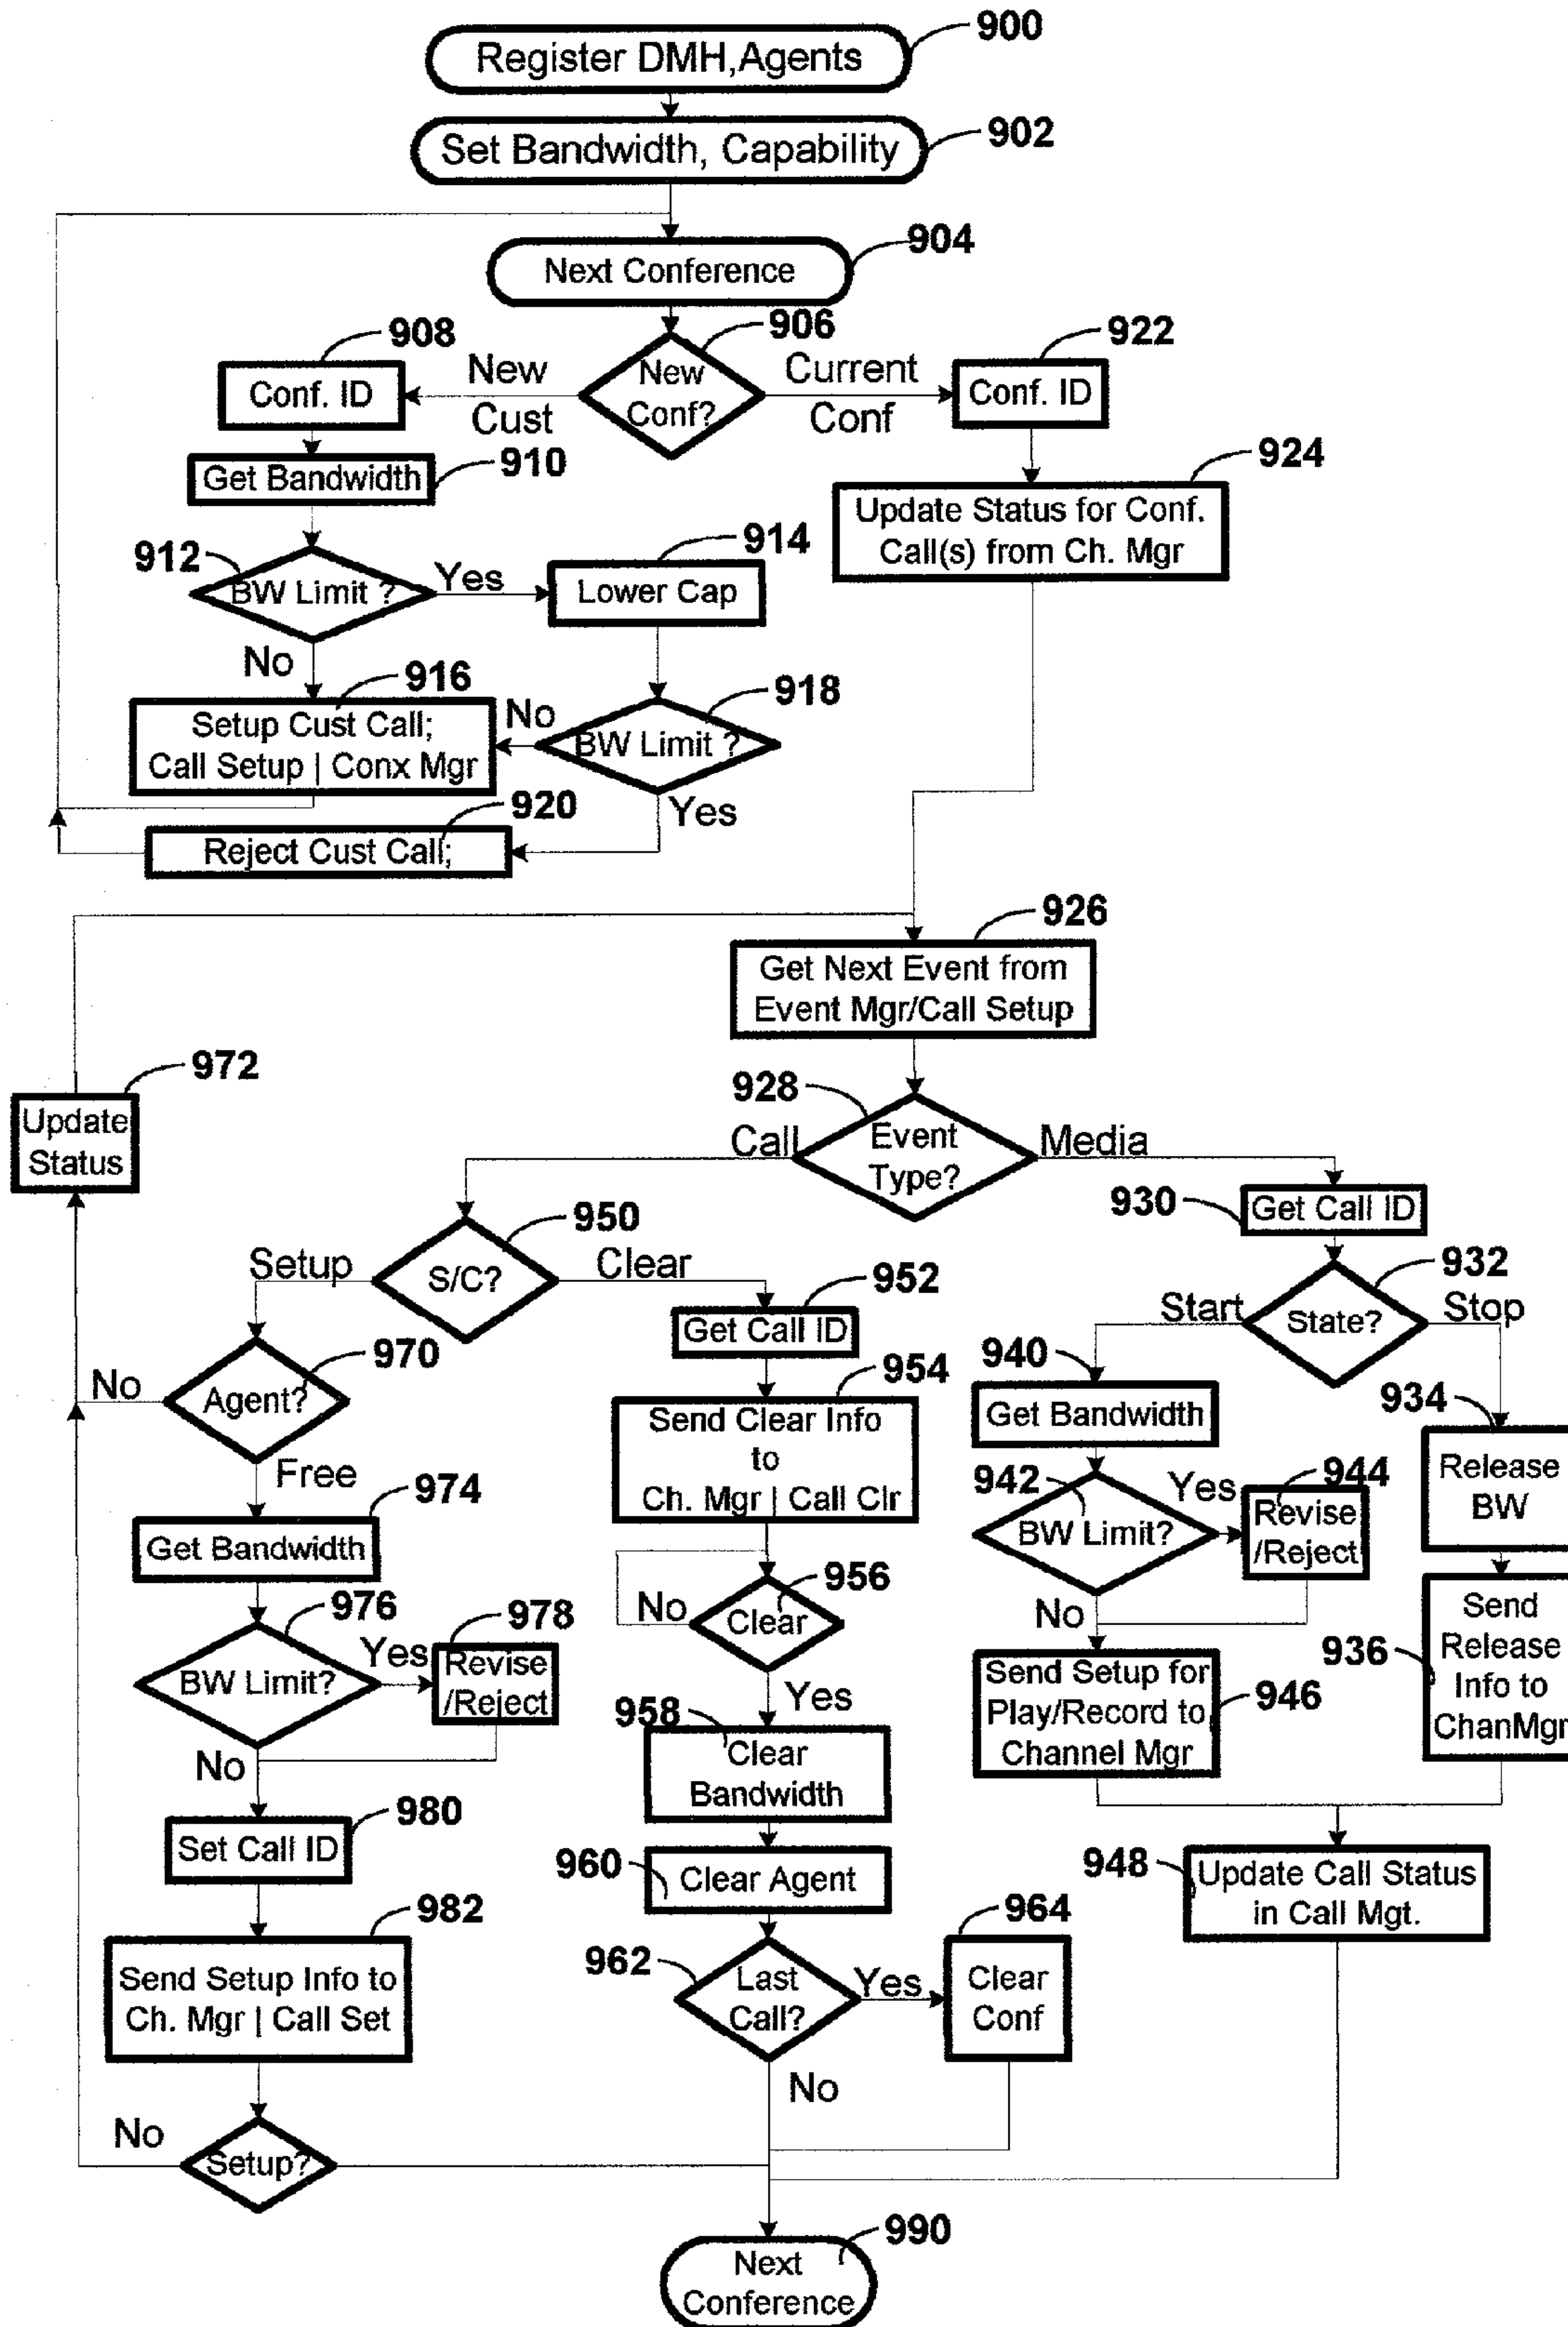 900
Register DMH,Agents
902
Set Bandwidth, Capability
904
Next Conference
906
New
Conf?
New
Cust
Current
Conf
908
Conf. ID
922
Conf. ID
910
Get Bandwidth
924
Update Status for Conf.
Call(s) from Ch. Mgr
912
BW Limit ?
Yes
914
Lower Cap
No
916
Setup Cust Call;
Call Setup | Conx Mgr
No
918
BW Limit ?
Yes
920
Reject Cust Call;
926
Get Next Event from
Event Mgr/Call Setup
972
Update
Status
928
Event
Type?
Call
Media
930
Get Call ID
950
S/C?
Setup
Clear
952
Get Call ID
932
State?
Start
Stop
970
Agent?
No
Free
954
Send Clear Info
to
Ch. Mgr | Call Clr
940
Get Bandwidth
934
Release
BW
974
Get Bandwidth
942
BW Limit?
Yes
944
Revise
/Reject
No
956
Clear
No
Yes
976
BW Limit?
Yes
978
Revise
/Reject
No
936
Send
Release
Info to
ChanMgr
946
Send Setup for
Play/Record to
Channel Mgr
958
Clear
Bandwidth
980
Set Call ID
960
Clear Agent
948
Update Call Status
in Call Mgt.
982
Send Setup Info to
Ch. Mgr | Call Set
962
Last
Call?
Yes
964
Clear
Conf
No
No
Setup?
990
Next
Conference